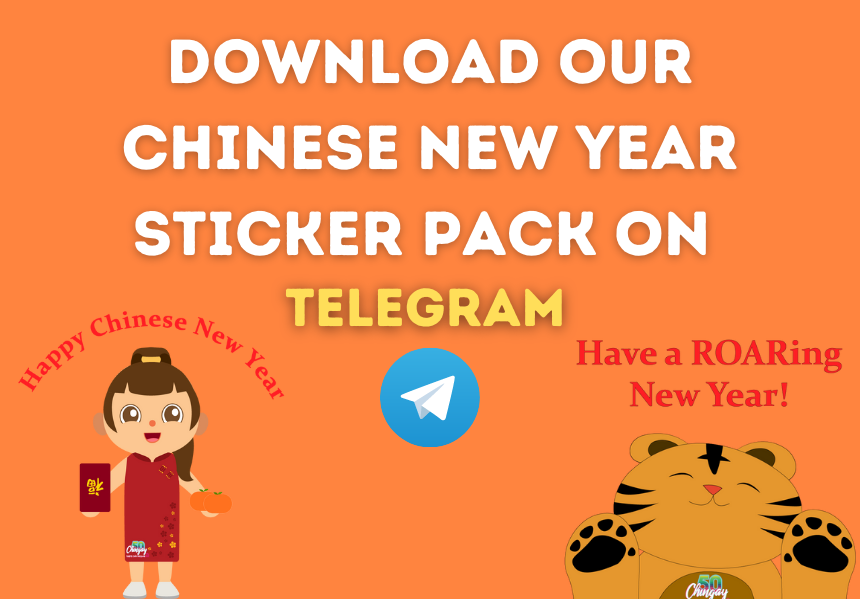 DOWNLOAD OUR
CHINESE NEW YEAR
STICKER PACK ON
TELEGRAM
Happy Chinese New Year
Have a ROARing
New Year!
福
50
Chingay
50
Chingay